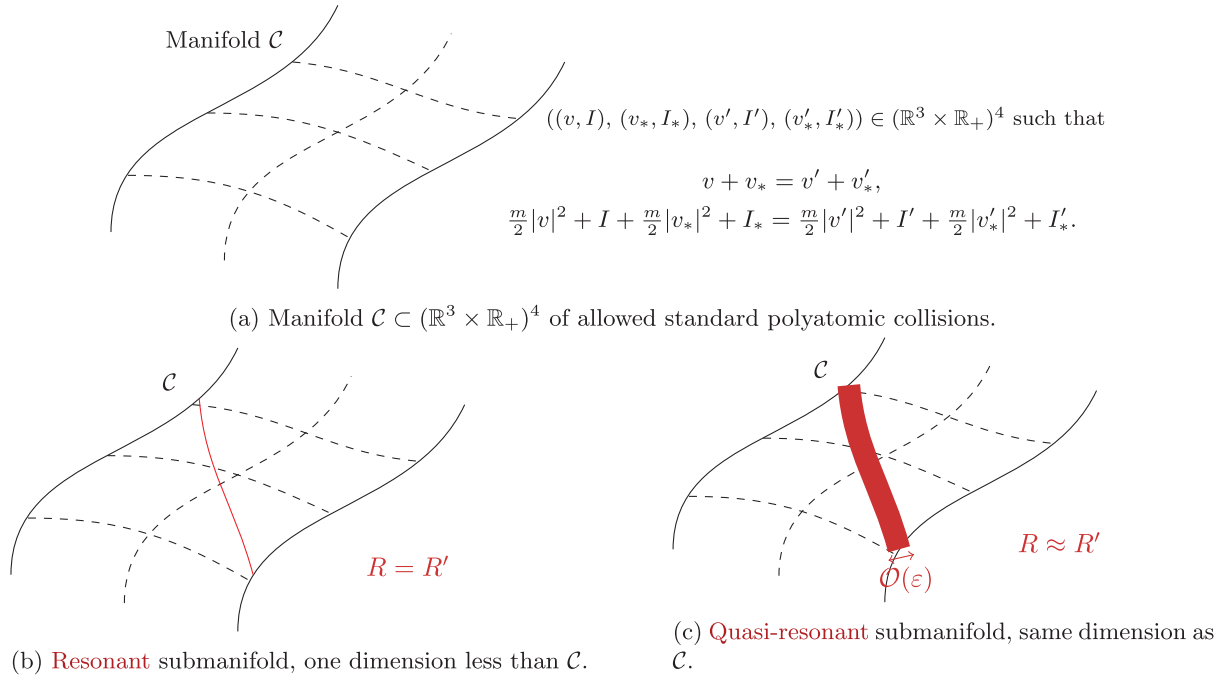 Manifold 𝒞
((v, I), (v_*, I_*), (v′, I′), (v′_*, I′_*)) ∈ (ℝ³ × ℝ₊)⁴ such that
v + v_* = v′ + v′_*,
m/2|v|² + I + m/2|v_*|² + I_* = m/2|v′|² + I′ + m/2|v′_*|² + I′_*.
(a) Manifold 𝒞 ⊂ (ℝ³ × ℝ₊)⁴ of allowed standard polyatomic collisions.
𝒞
R = R′
(b) Resonant submanifold, one dimension less than 𝒞.
𝒞
R ≈ R′
𝒪(ε)
(c) Quasi-resonant submanifold, same dimension as
𝒞.